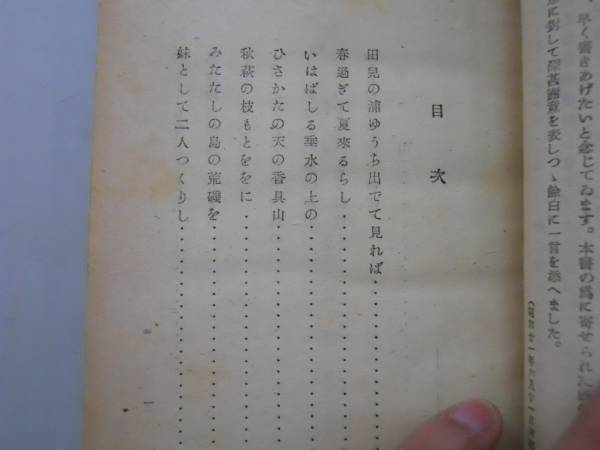 、早く書きあげたいと念じてゐます。本書の爲に寄せられた
に對して深甚謝意を表しつゝ餘白に一言を添へました。
目次
田兒の浦ゆうち出でて見れば
春過ぎて夏來るらし
いはばしる垂水の上の
ひさかたの天の香具山
秋萩の枝もとををに
みたたしの島の荒磯を
妹として二人つくりし
一